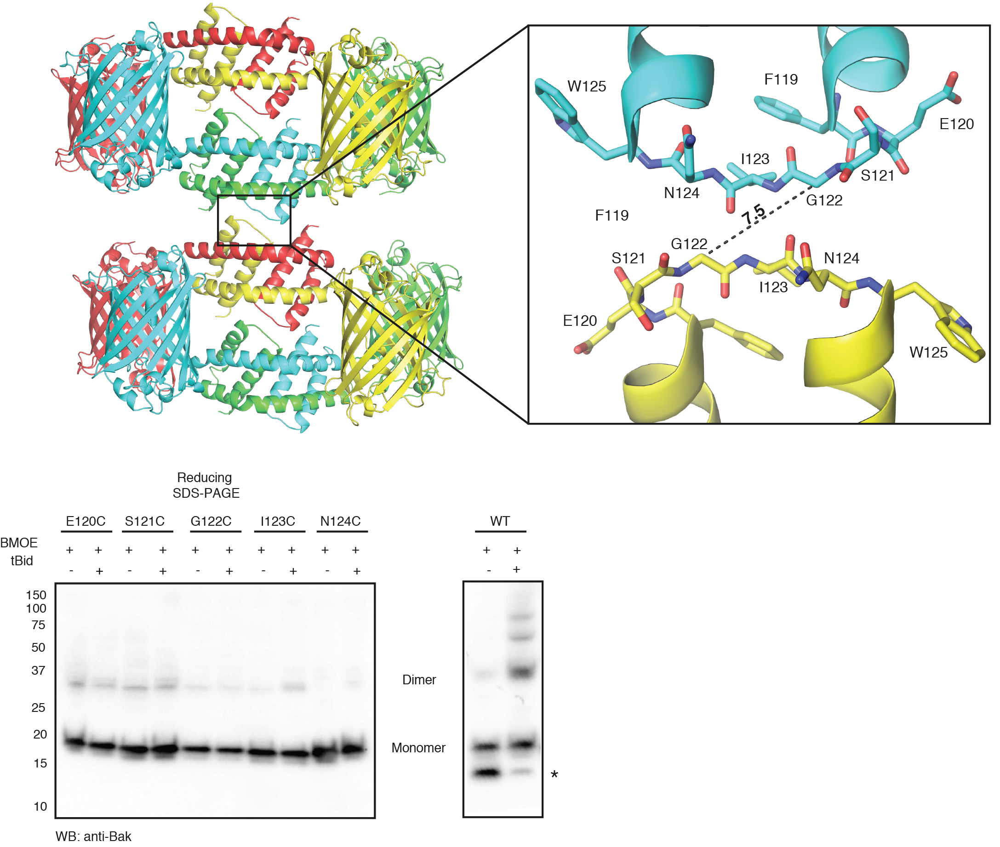 W125
F119
E120
I123
S121
N124
G122
F119
7.5
G122
S121
N124
I123
E120
W125
Reducing
SDS-PAGE
E120C S121C G122C I123C N124C WT
BMOE + + + + + + + + + + + +
tBid - + - + - + - + - + - +
150
100
75
50
37
Dimer
25
20
Monomer
15
*
10
WB: anti-Bak